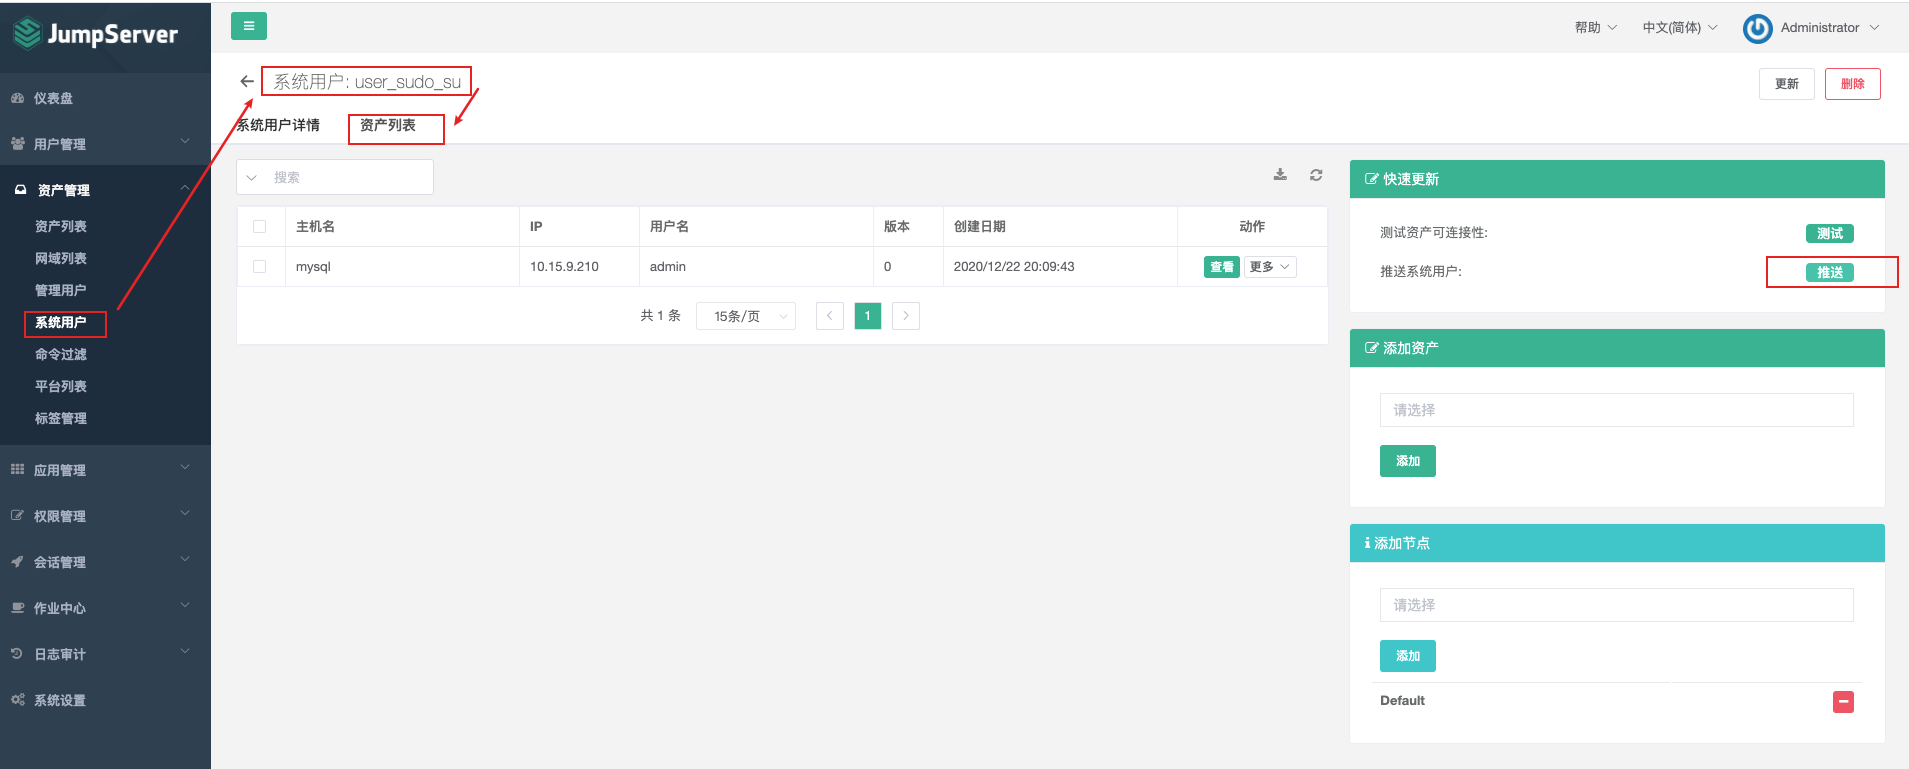 JumpServer
帮助
中文(简体)
Administrator
仪表盘
用户管理
资产管理
资产列表
网域列表
管理用户
系统用户
命令过滤
平台列表
标签管理
应用管理
权限管理
会话管理
作业中心
日志审计
系统设置
系统用户: user_sudo_su
更新
删除
系统用户详情
资产列表
搜索
主机名 IP 用户名 版本 创建日期 动作
mysql 10.15.9.210 admin 0 2020/12/22 20:09:43 查看 更多
共 1 条 15条/页 1
快速更新
测试资产可连接性: 测试
推送系统用户: 推送
添加资产
请选择
添加
添加节点
请选择
添加
Default